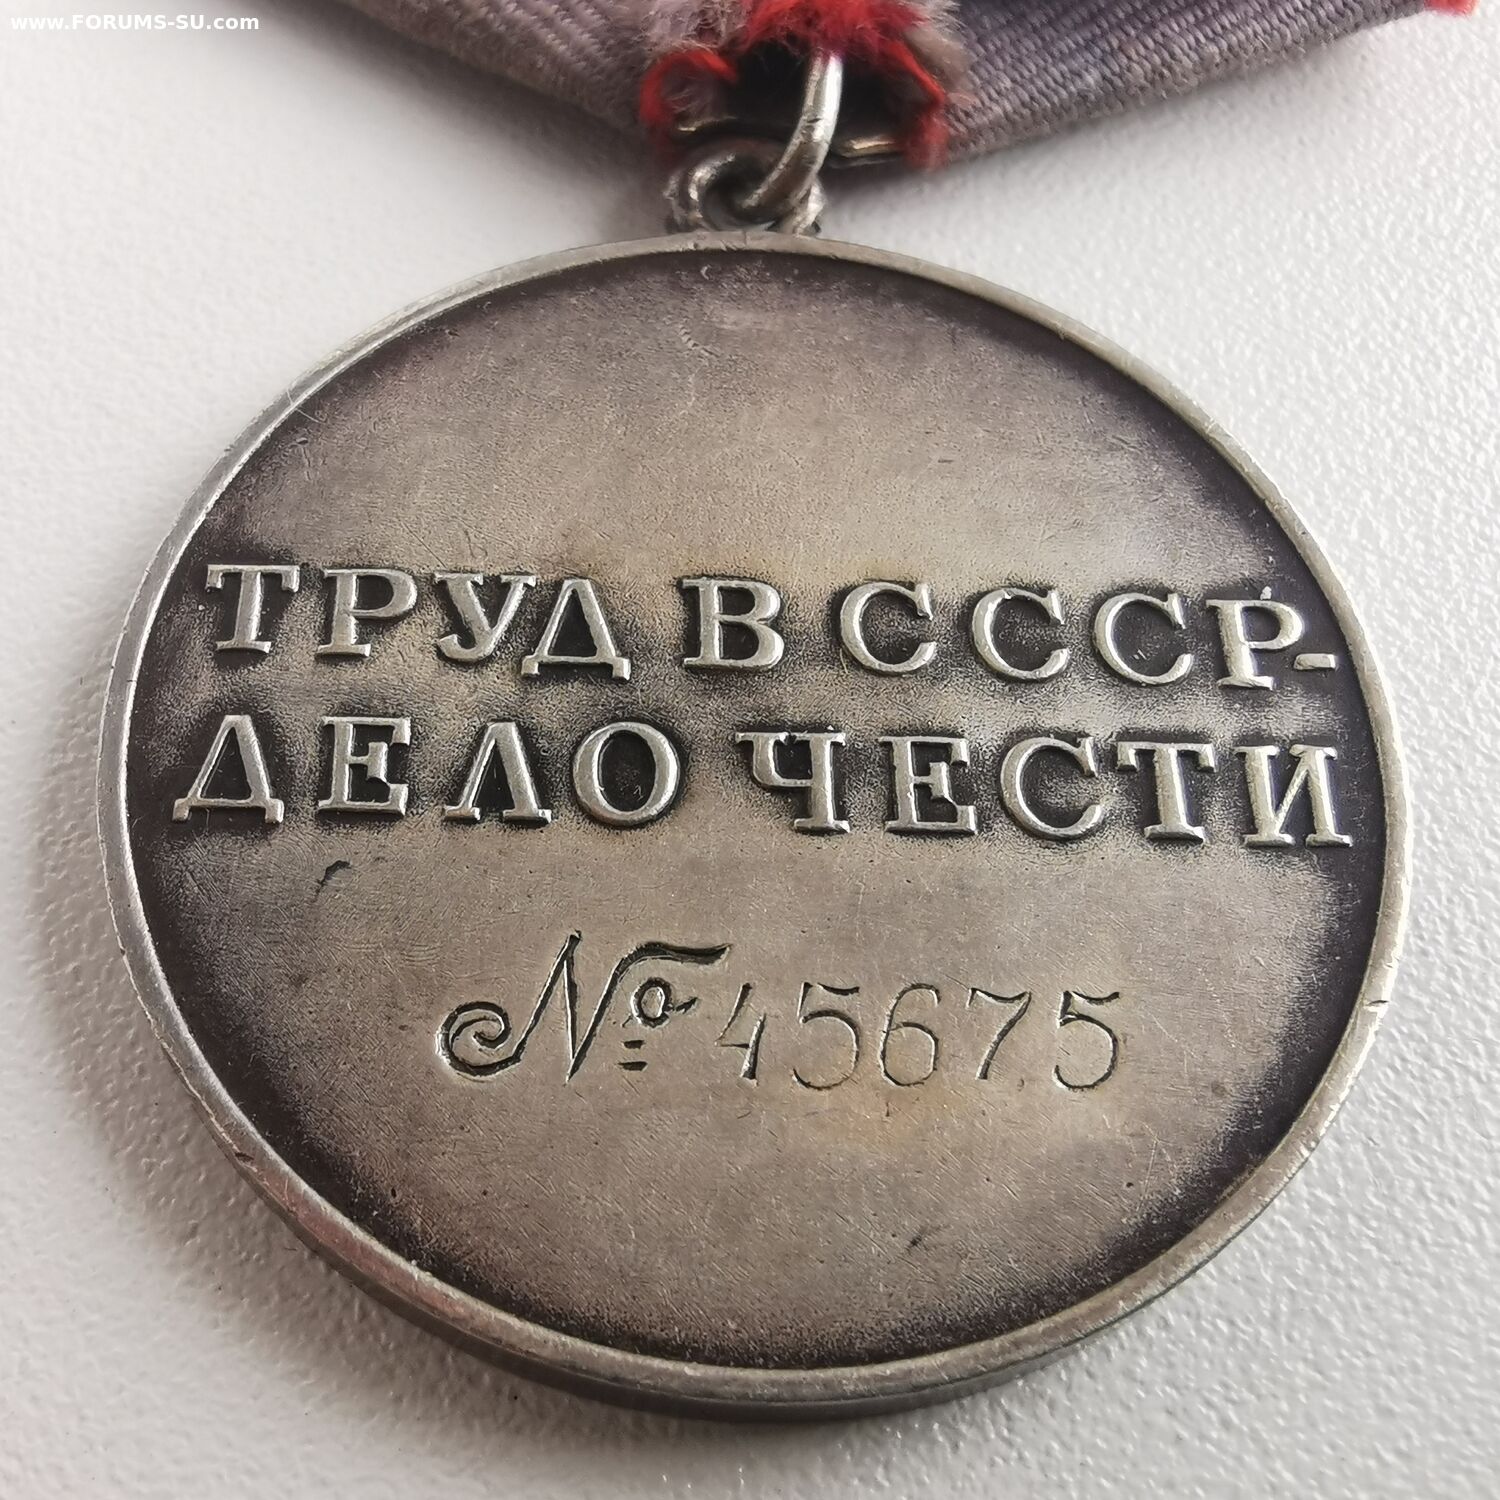 www.FORUMS-SU.com
ТРУД В СССР-
ДЕЛО ЧЕСТИ
№ 45675